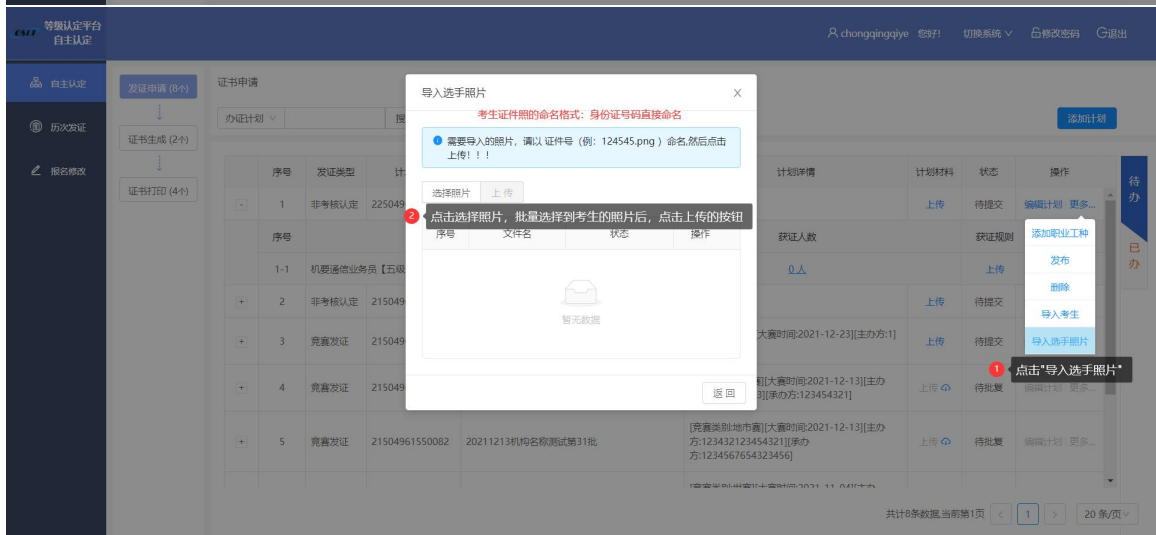 等级认定平台
自主认定
chongqingqiye 您好!
切换系统
修改密码
退出
自主认定
历次发证
报名修改
发证申请 (8个)
证书生成 (2个)
证书打印 (4个)
证书申请
办证计划
添加计划
导入选手照片
X
考生证件照的命名格式：身份证号码直接命名
需要导入的照片，请以 证件号（例：124545.png ）命名,然后点击
上传！！！
选择照片
上 传
2 点击选择照片，批量选择到考生的照片后，点击上传的按钮
序号 文件名 状态 操作
暂无数据
返 回
序号 发证类型 计划详情 计划材料 状态 操作
- 1 非考核认定 225049 上传 待提交 编辑计划 更多...
序号 获证人数 获证规则
1-1 机要通信业务员【五级 0人 上传
+ 2 非考核认定 215049 上传 待提交
+ 3 竞赛发证 215049 大赛时间:2021-12-23][主办方:1] 上传 待提交
+ 4 竞赛发证 215049 [大赛时间:2021-12-13][主办
][承办方:123454321] 上传 待批复 编辑计划 更多...
+ 5 竞赛发证 21504961550082 20211213机构名称测试第31批
[竞赛类别:地市赛][大赛时间:2021-12-13][主办
方:123432123454321][承办
方:1234567654323456] 上传 待批复 编辑计划 更多...
添加职业工种
发布
删除
导入考生
导入选手照片
1 点击"导入选手照片"
待办
已办
共计8条数据,当前第1页 < 1 > 20 条/页